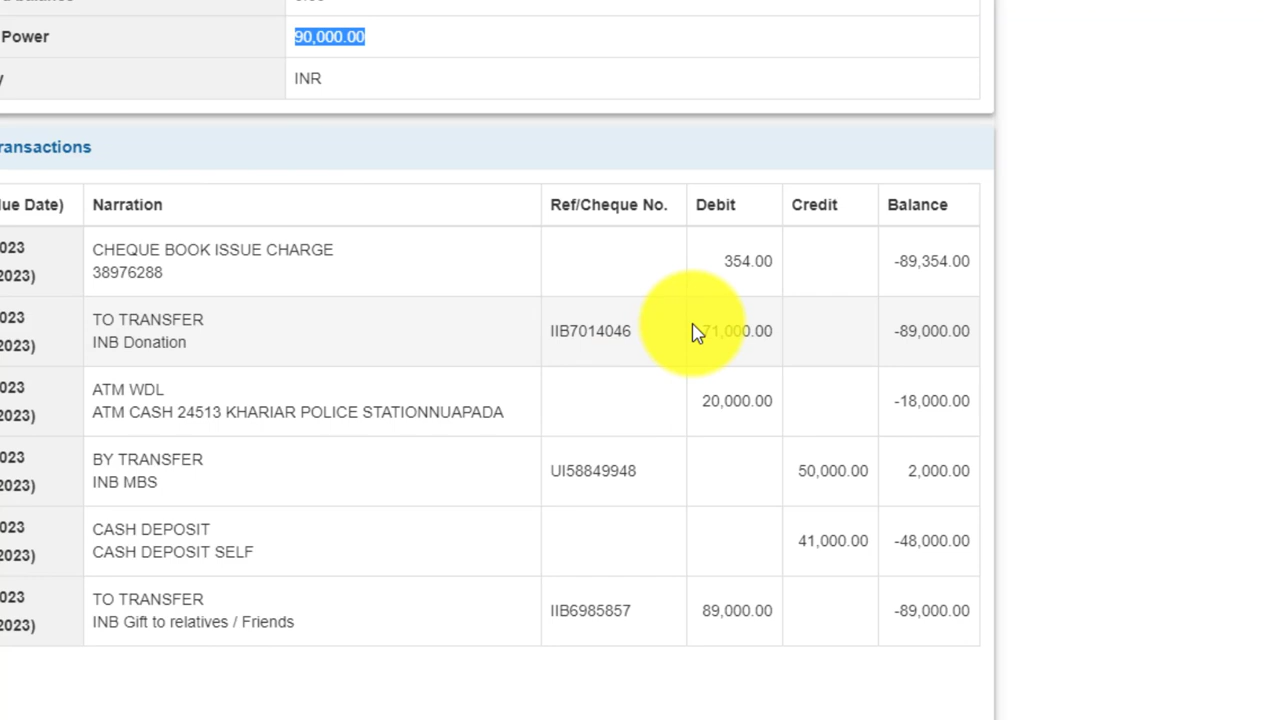 Power 90,000.00
INR
ransactions
lue Date) Narration Ref/Cheque No. Debit Credit Balance
023 CHEQUE BOOK ISSUE CHARGE 354.00 -89,354.00
2023) 38976288
023 TO TRANSFER IIB7014046 71,000.00 -89,000.00
2023) INB Donation
023 ATM WDL 20,000.00 -18,000.00
2023) ATM CASH 24513 KHARIAR POLICE STATIONNUAPADA
023 BY TRANSFER UI58849948 50,000.00 2,000.00
2023) INB MBS
023 CASH DEPOSIT 41,000.00 -48,000.00
2023) CASH DEPOSIT SELF
023 TO TRANSFER IIB6985857 89,000.00 -89,000.00
2023) INB Gift to relatives / Friends